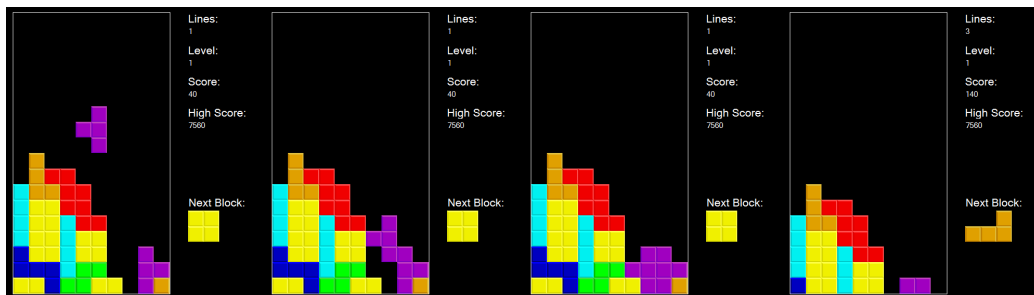 Lines:
1
Level:
1
Score:
40
High Score:
7560
Next Block:
Lines:
1
Level:
1
Score:
40
High Score:
7560
Next Block:
Lines:
1
Level:
1
Score:
40
High Score:
7560
Next Block:
Lines:
3
Level:
1
Score:
140
High Score:
7560
Next Block: